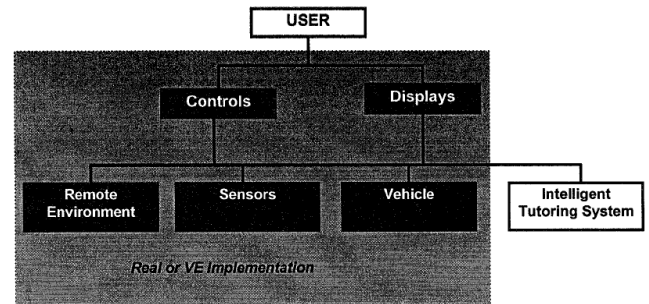 USER
Controls
Displays
Remote
Environment
Sensors
Vehicle
Intelligent
Tutoring System
Real or VE Implementation